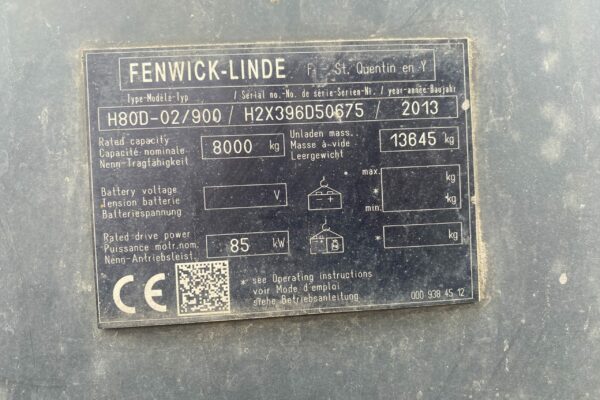 FENWICK-LINDE F - St. Quentin en Y
Type-Modèle-Typ / Serial no.-No. de série-Serien-Nr. / year-année-Baujahr
H80D-02/900 / H2X396D50675 / 2013
Rated capacity
Capacité nominale
Nenn-Tragfähigkeit
8000 kg
Unladen mass
Masse à-vide
Leergewicht
13645 kg
Battery voltage
Tension batterie
Batteriespannung
V
max.
*
min.
kg
kg
Rated drive power
Puissance motr.nom.
Nenn-Antriebsleist.
85 kW
* kg
CE
* see Operating instructions
voir Mode d'emploi
siehe Betriebsanleitung
000 938 45 12